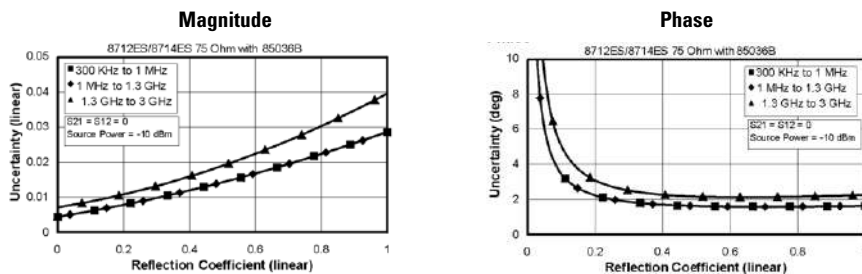 Magnitude
8712ES/8714ES 75 Ohm with 85036B
0.05
0.04
0.03
0.02
0.01
0
Uncertainty (linear)
300 KHz to 1 MHz
1 MHz to 1.3 GHz
1.3 GHz to 3 GHz
S21 = S12 = 0
Source Power = -10 dBm
0
0.2
0.4
0.6
0.8
1
Reflection Coefficient (linear)
Phase
8712ES/8714ES 75 Ohm with 85036B
10
8
6
4
2
0
Uncertainty (deg)
300 KHz to 1 MHz
1 MHz to 1.3 GHz
1.3 GHz to 3 GHz
S21 = S12 = 0
Source Power = -10 dBm
0
0.2
0.4
0.6
0.8
1
Reflection Coefficient (linear)